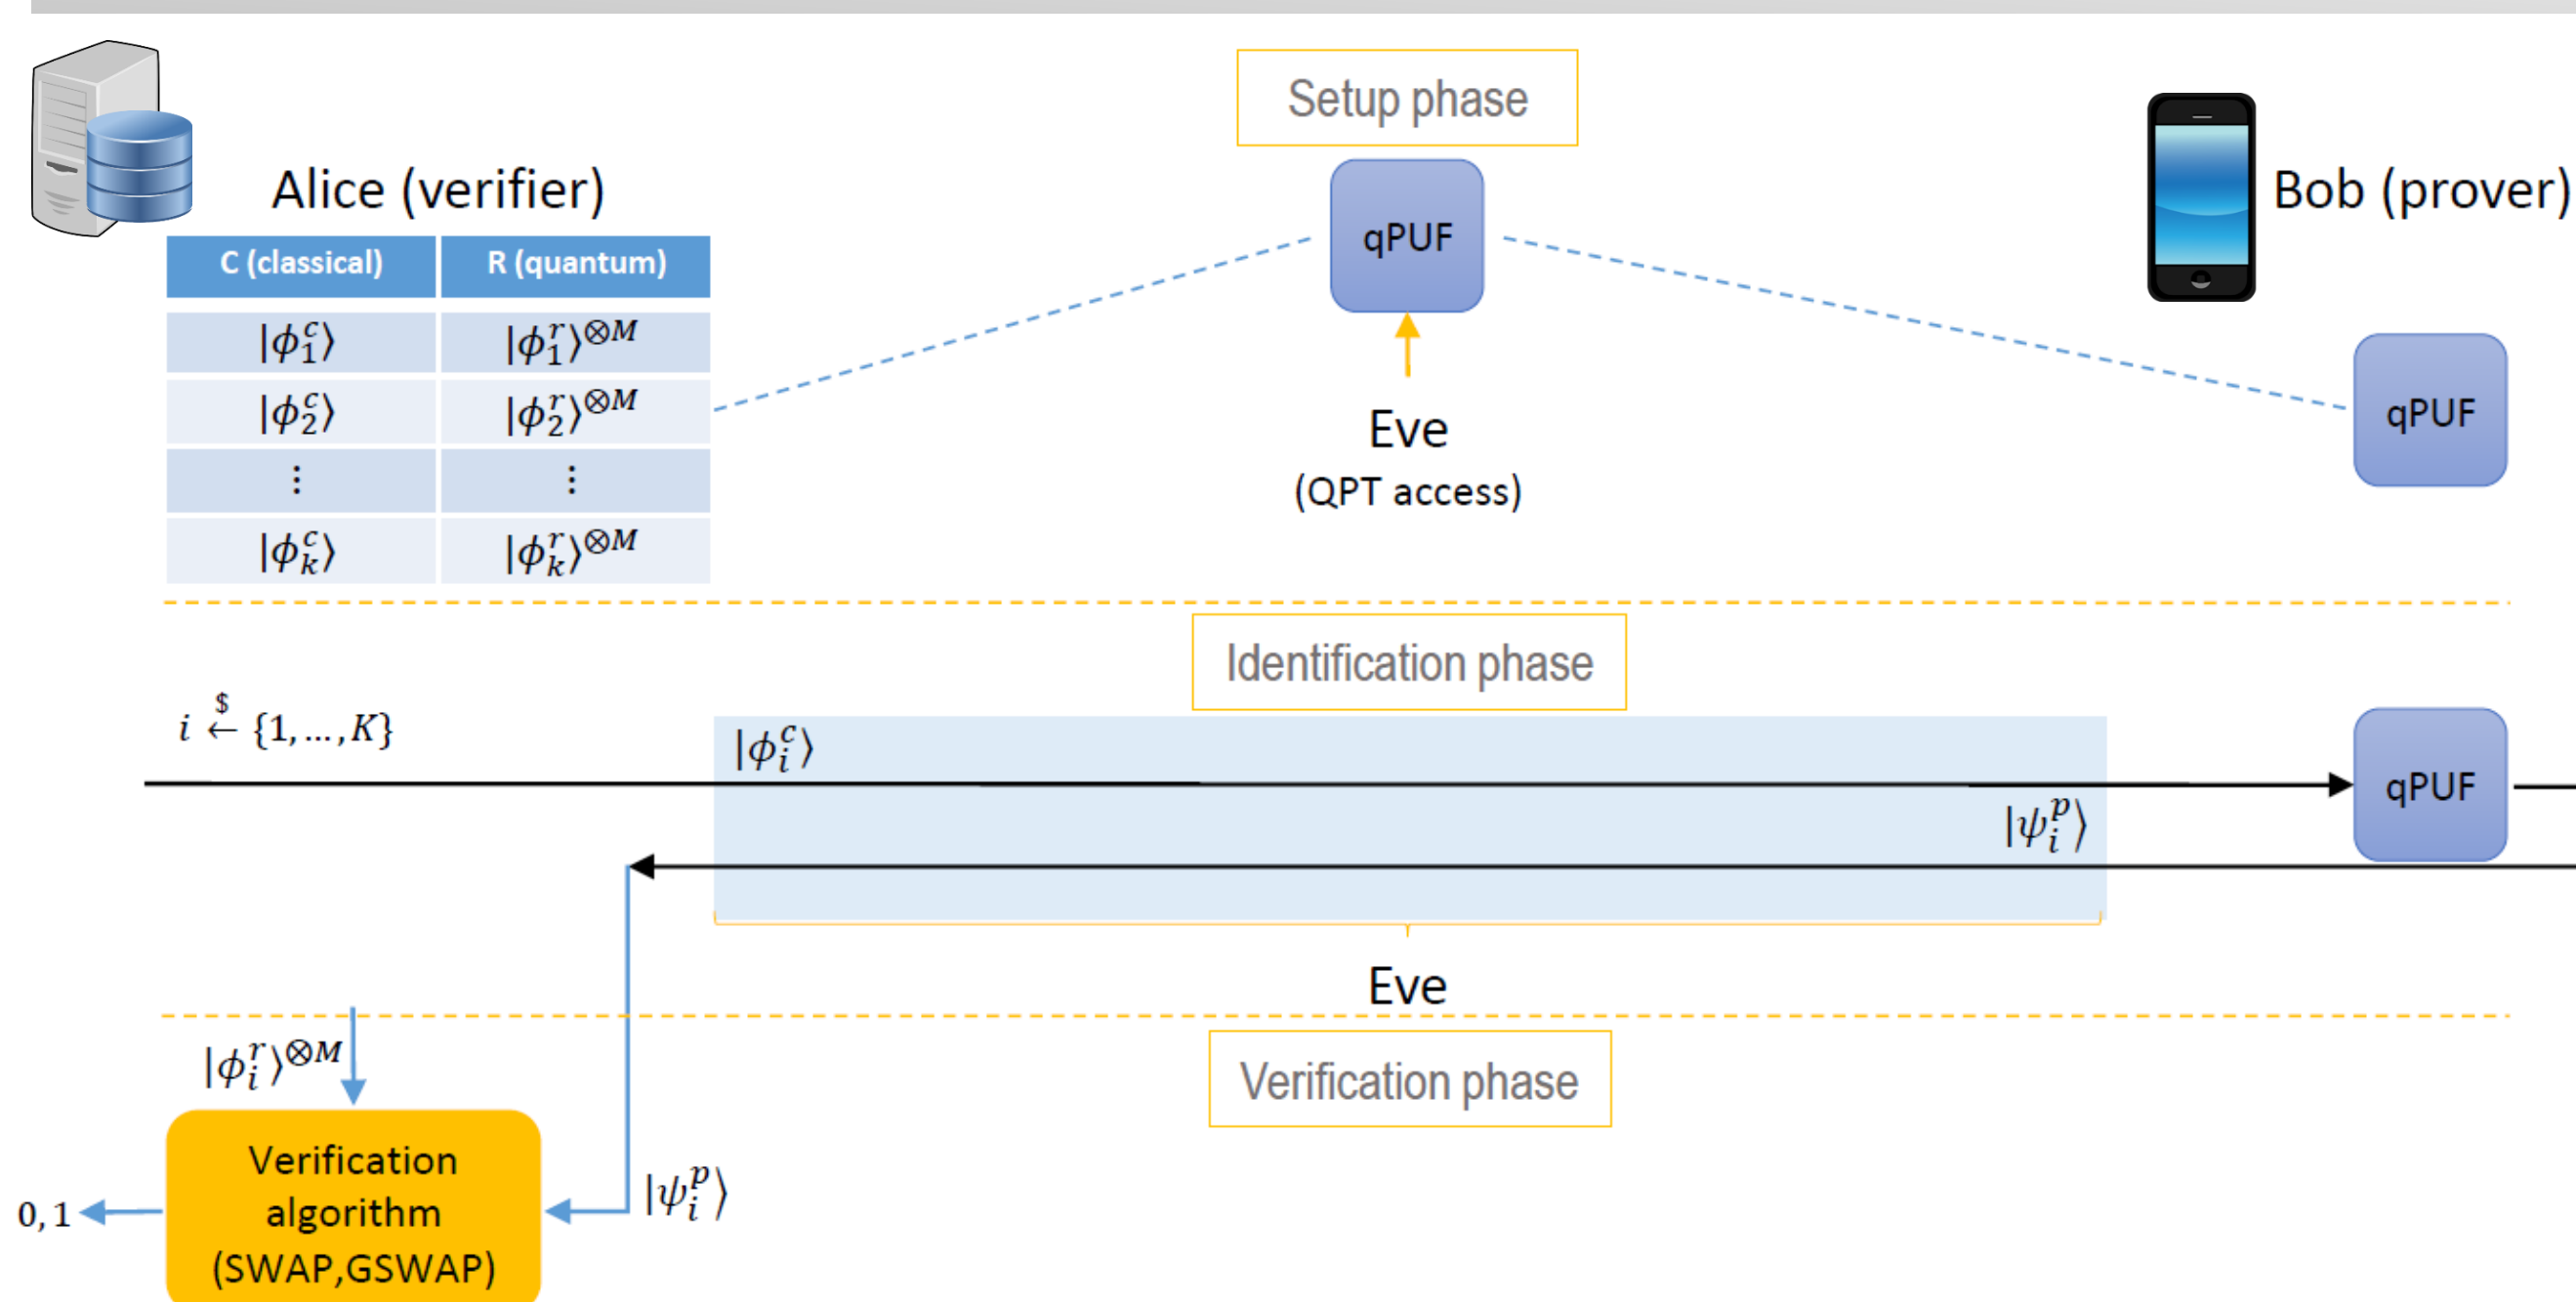 Setup phase
Alice (verifier)
Bob (prover)
qPUF
C (classical) R (quantum)
|ϕ₁ᶜ⟩ |ϕ₁ʳ⟩⊗ᴹ
|ϕ₂ᶜ⟩ |ϕ₂ʳ⟩⊗ᴹ
⋮ ⋮
|ϕₖᶜ⟩ |ϕₖʳ⟩⊗ᴹ
Eve
(QPT access)
qPUF
Identification phase
i $← {1, … , K}
|ϕᵢᶜ⟩
qPUF
|ψᵢᵖ⟩
Eve
Verification phase
|ϕᵢʳ⟩⊗ᴹ
Verification
algorithm
(SWAP,GSWAP)
|ψᵢᵖ⟩
0, 1